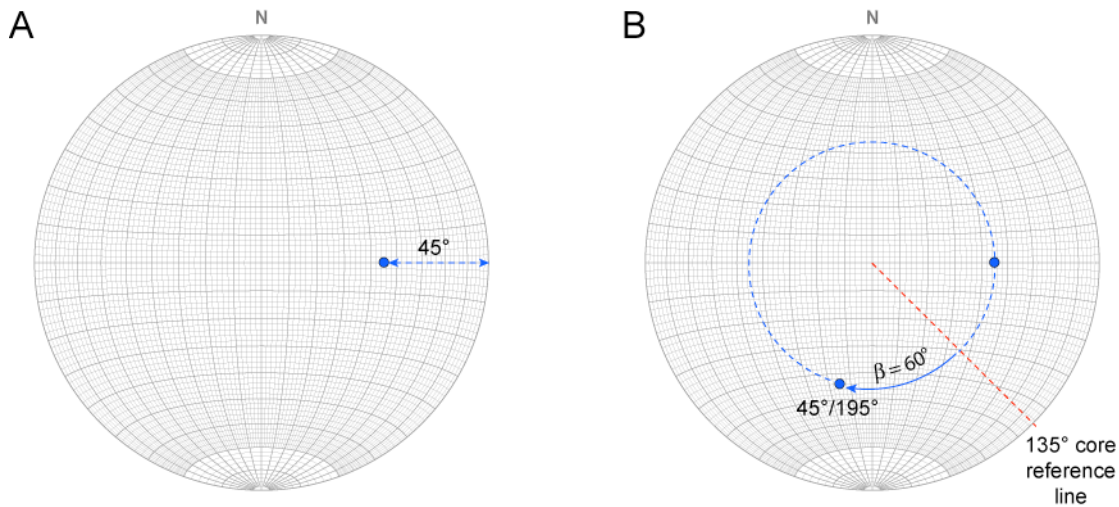 A
N
45°
B
N
β = 60°
45°/195°
135° core
reference
line